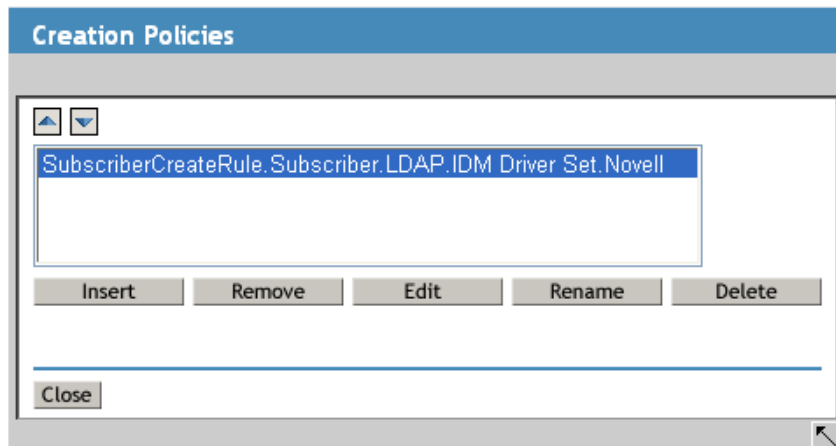 Creation Policies
SubscriberCreateRule.Subscriber.LDAP.IDM Driver Set.Novell
Insert Remove Edit Rename Delete
Close